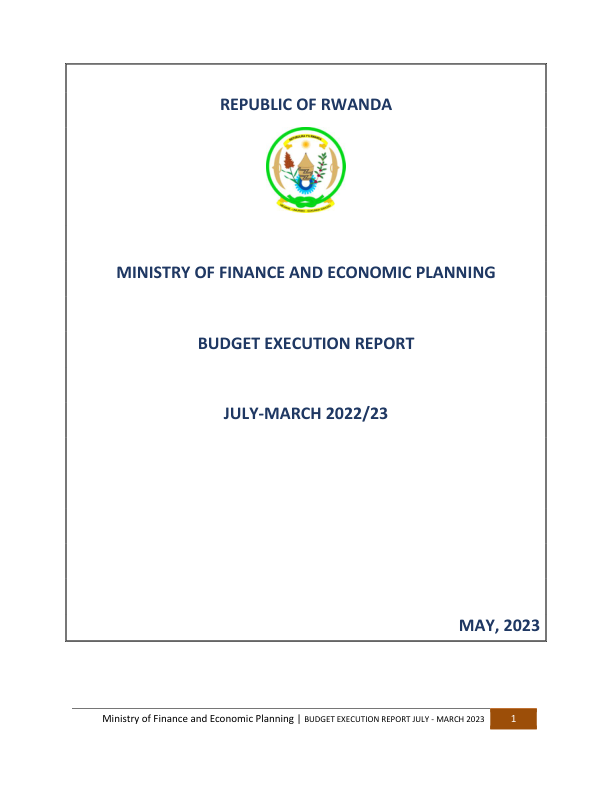 REPUBLIC OF RWANDA
MINISTRY OF FINANCE AND ECONOMIC PLANNING
BUDGET EXECUTION REPORT
JULY-MARCH 2022/23
MAY, 2023
Ministry of Finance and Economic Planning | BUDGET EXECUTION REPORT JULY - MARCH 2023 1